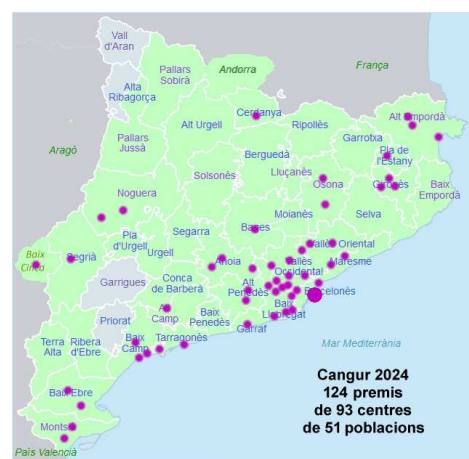 Vall
d'Aran
Pallars
Sobirà
Andorra
França
Alta
Ribagorça
Cerdanya
Alt Empordà
Alt Urgell
Ripollès
Garrotxa
Pla de
l'Estany
Aragó
Pallars
Jussà
Berguedà
Lluçanès
Solsonès
Osona
Gironès
Baix
Empordà
Noguera
Moianès
Selva
Pla
d'Urgell
Segarra
Bages
Vallès Oriental
Baix
Cinca
Segrià
Urgell
Anoia
Vallès
Occidental
Maresme
Garrigues
Conca
de Barberà
Alt
Penedès
Barcelonès
Priorat
Alt
Camp
Baix
Penedès
Baix
Llobregat
Garraf
Terra
Alta
Ribera
d'Ebre
Baix
Camp
Tarragonès
Mar Mediterrània
Baix Ebre
Montsià
País Valencià
Cangur 2024
124 premis
de 93 centres
de 51 poblacions